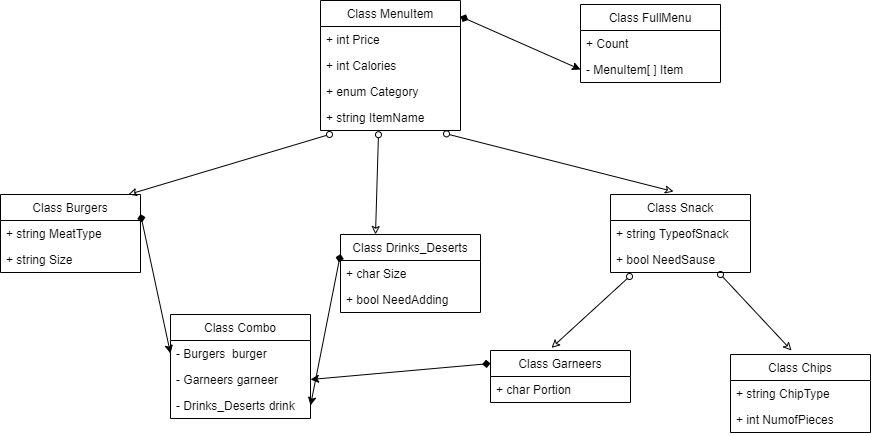 Class MenuItem
+ int Price
+ int Calories
+ enum Category
+ string ItemName
Class FullMenu
+ Count
- MenuItem[ ] Item
Class Burgers
+ string MeatType
+ string Size
Class Drinks_Deserts
+ char Size
+ bool NeedAdding
Class Snack
+ string TypeofSnack
+ bool NeedSause
Class Combo
- Burgers  burger
- Garneers garneer
- Drinks_Deserts drink
Class Garneers
+ char Portion
Class Chips
+ string ChipType
+ int NumofPieces